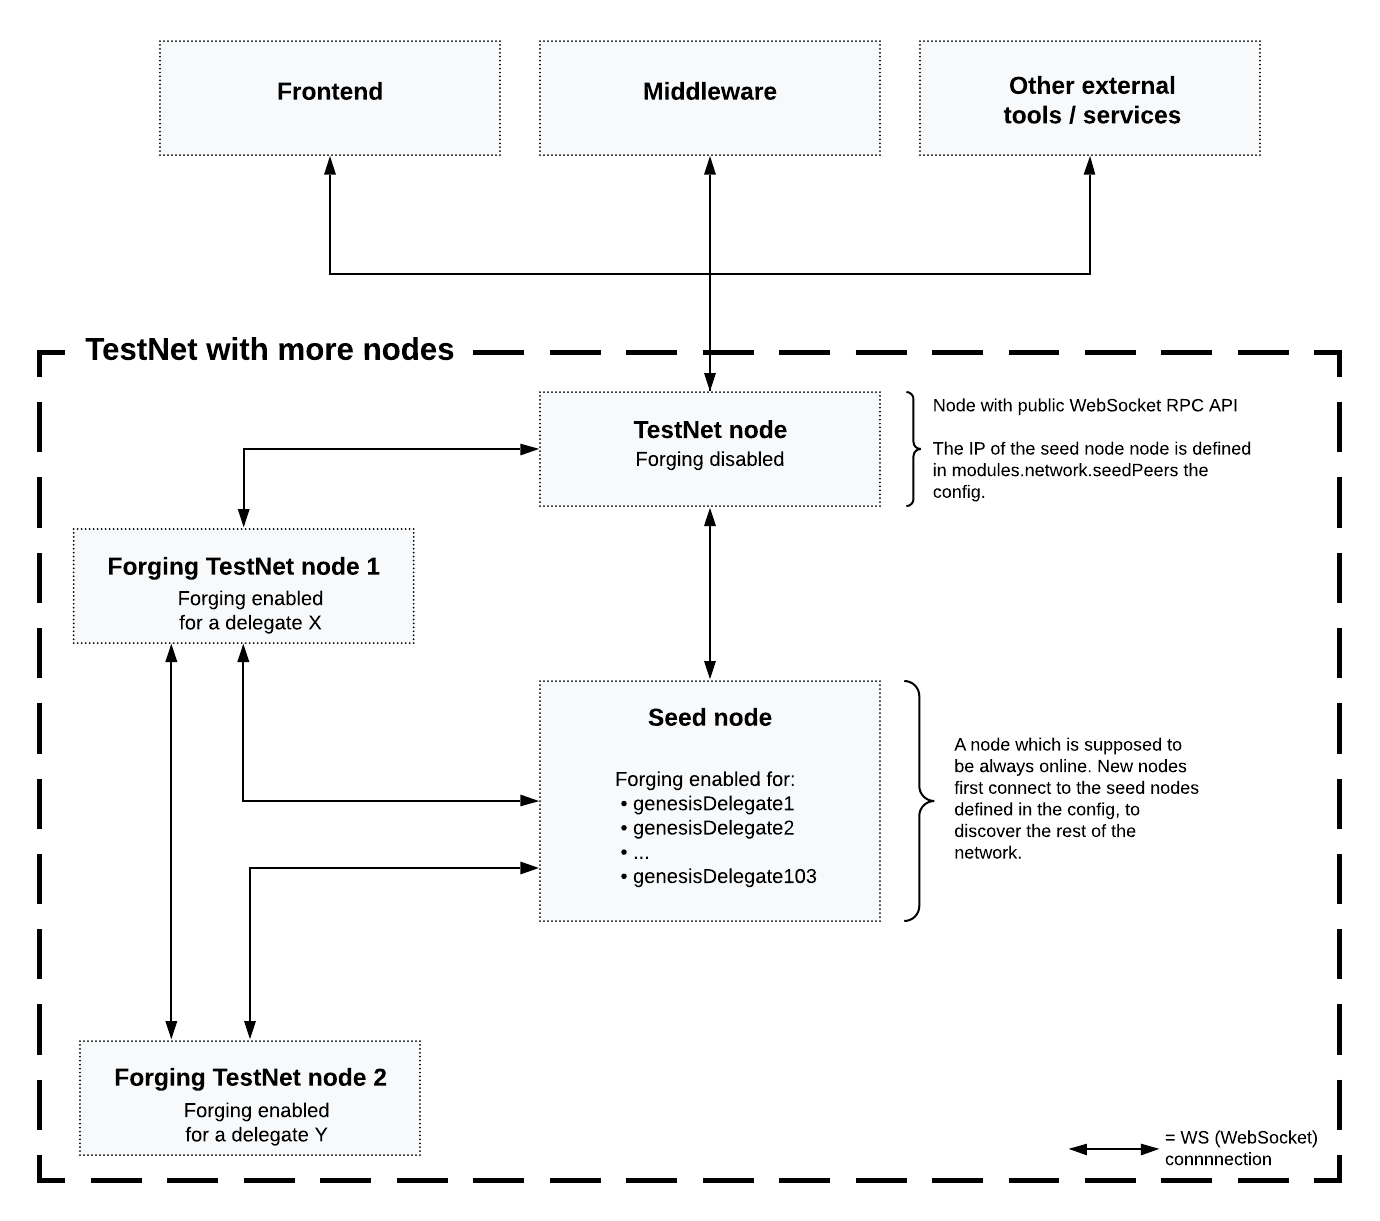 Frontend
Middleware
Other external
tools / services
TestNet with more nodes
TestNet node
Forging disabled
Node with public WebSocket RPC API
The IP of the seed node node is defined
in modules.network.seedPeers the
config.
Forging TestNet node 1
Forging enabled
for a delegate X
Seed node
Forging enabled for:
• genesisDelegate1
• genesisDelegate2
• ...
• genesisDelegate103
A node which is supposed to
be always online. New nodes
first connect to the seed nodes
defined in the config, to
discover the rest of the
network.
Forging TestNet node 2
Forging enabled
for a delegate Y
= WS (WebSocket)
connnnection